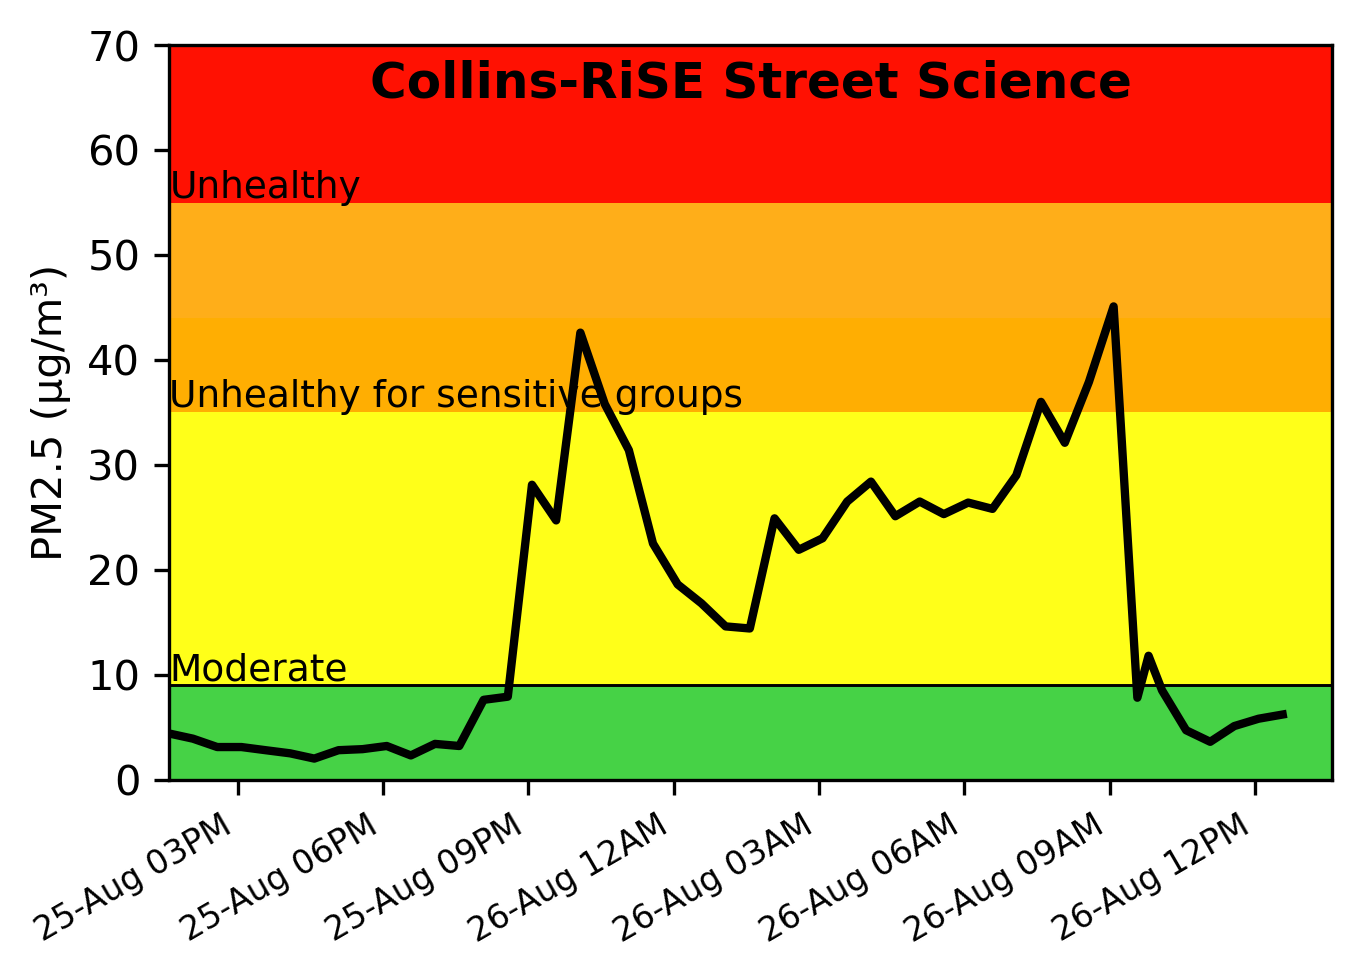 Collins-RiSE Street Science
70
60
Unhealthy
50
40
Unhealthy for sensitive groups
30
20
Moderate
10
0
PM2.5 (µg/m³)
25-Aug 03PM
25-Aug 06PM
25-Aug 09PM
26-Aug 12AM
26-Aug 03AM
26-Aug 06AM
26-Aug 09AM
26-Aug 12PM